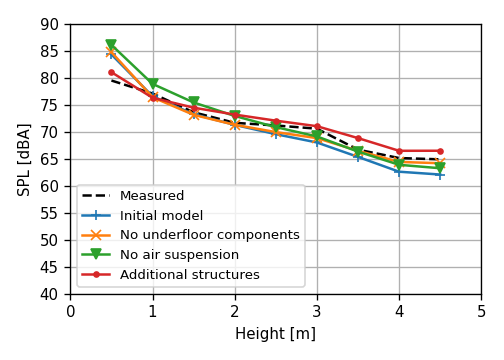 90
85
80
75
70
65
60
55
50
45
40
SPL [dBA]
Measured
Initial model
No underfloor components
No air suspension
Additional structures
0 1 2 3 4 5
Height [m]